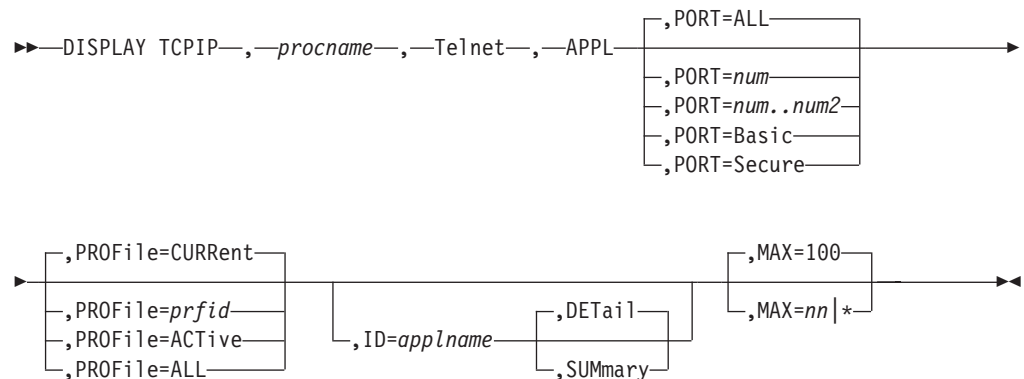 ,PORT=ALL
DISPLAY TCPIP , procname , Telnet , APPL
,PORT=num
,PORT=num..num2
,PORT=Basic
,PORT=Secure
,PROFile=CURRent
,MAX=100
,PROFile=prfid
,PROFile=ACTive
,PROFile=ALL
,ID=applname
,DETail
,SUMmary
,MAX=nn|*